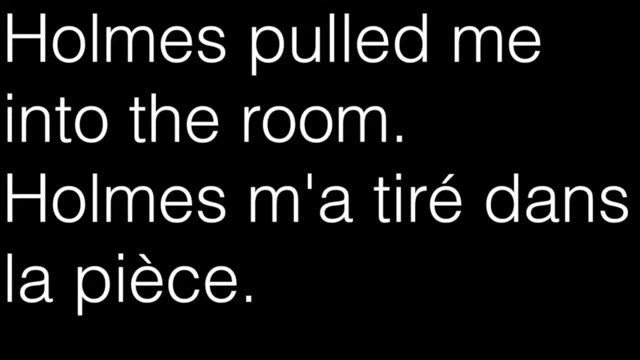 Holmes pulled me
into the room.
Holmes m'a tiré dans
la pièce.